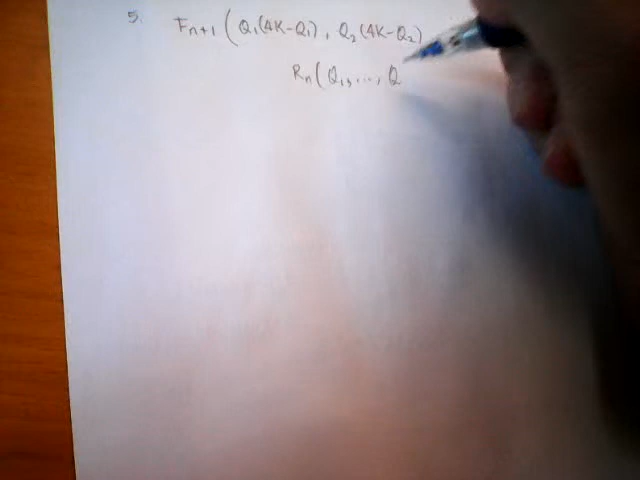 5. Fn+1 (Q1(4K-Q1), Q2(4K-Q2)
Rn(Q1,...,Q